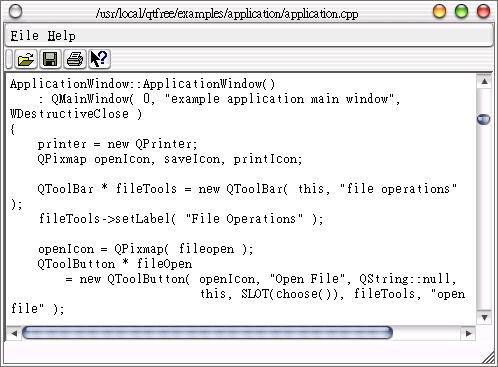 /usr/local/qtfree/examples/application/application.cpp
File Help
ApplicationWindow::ApplicationWindow()
    : QMainWindow( 0, "example application main window",
WDestructiveClose )
{
    printer = new QPrinter;
    QPixmap openIcon, saveIcon, printIcon;

    QToolBar * fileTools = new QToolBar( this, "file operations"
);
    fileTools->setLabel( "File Operations" );

    openIcon = QPixmap( fileopen );
    QToolButton * fileOpen
        = new QToolButton( openIcon, "Open File", QString::null,
                           this, SLOT(choose()), fileTools, "open
file" );